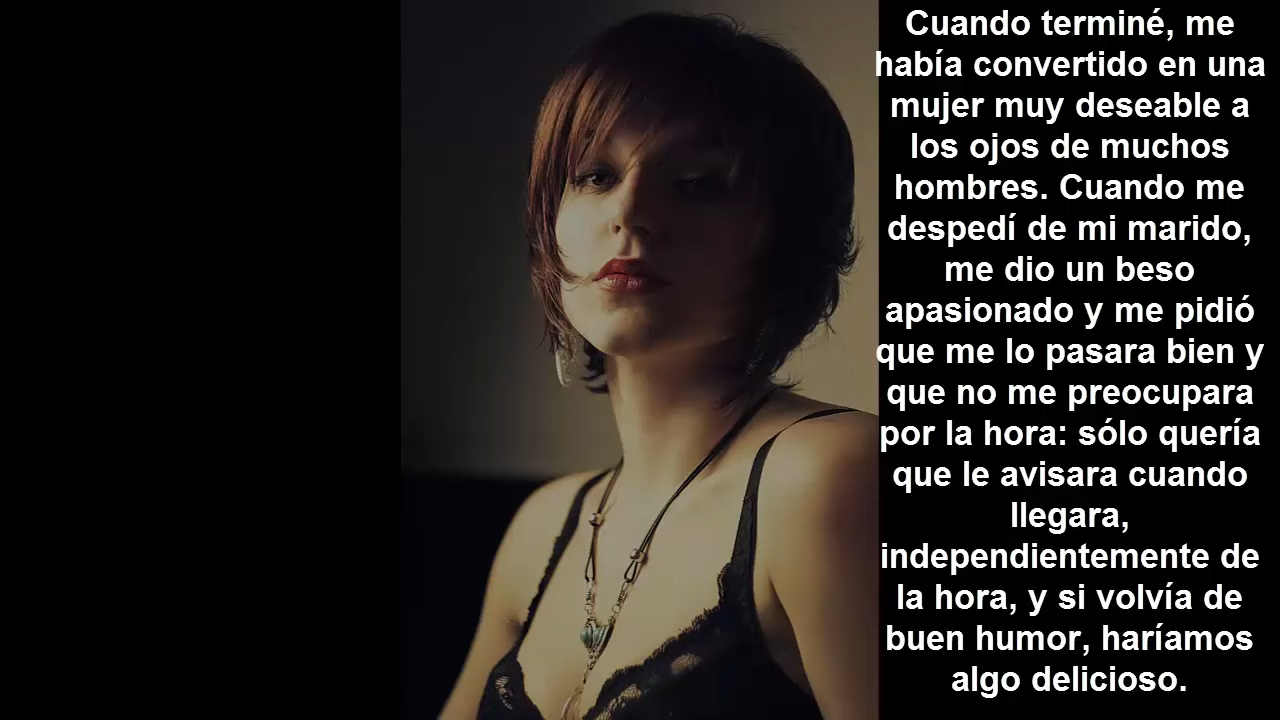 Cuando terminé, me
había convertido en una
mujer muy deseable a
los ojos de muchos
hombres. Cuando me
despedí de mi marido,
me dio un beso
apasionado y me pidió
que me lo pasara bien y
que no me preocupara
por la hora: sólo quería
que le avisara cuando
llegara,
independientemente de
la hora, y si volvía de
buen humor, haríamos
algo delicioso.